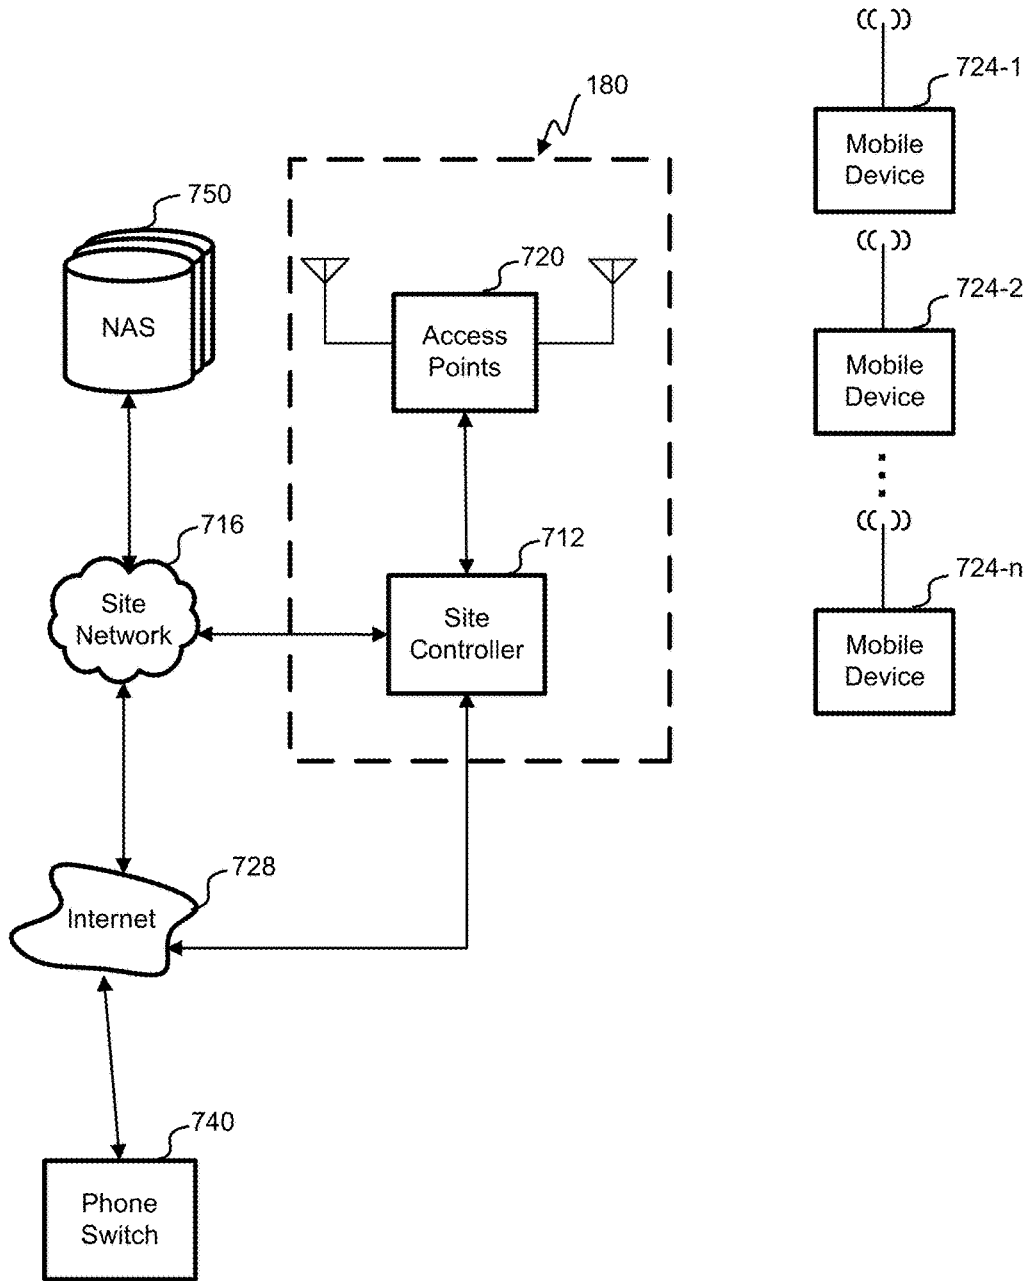 180
724-1
Mobile
Device
750
NAS
720
Access
Points
724-2
Mobile
Device
716
Site
Network
712
Site
Controller
724-n
Mobile
Device
728
Internet
740
Phone
Switch